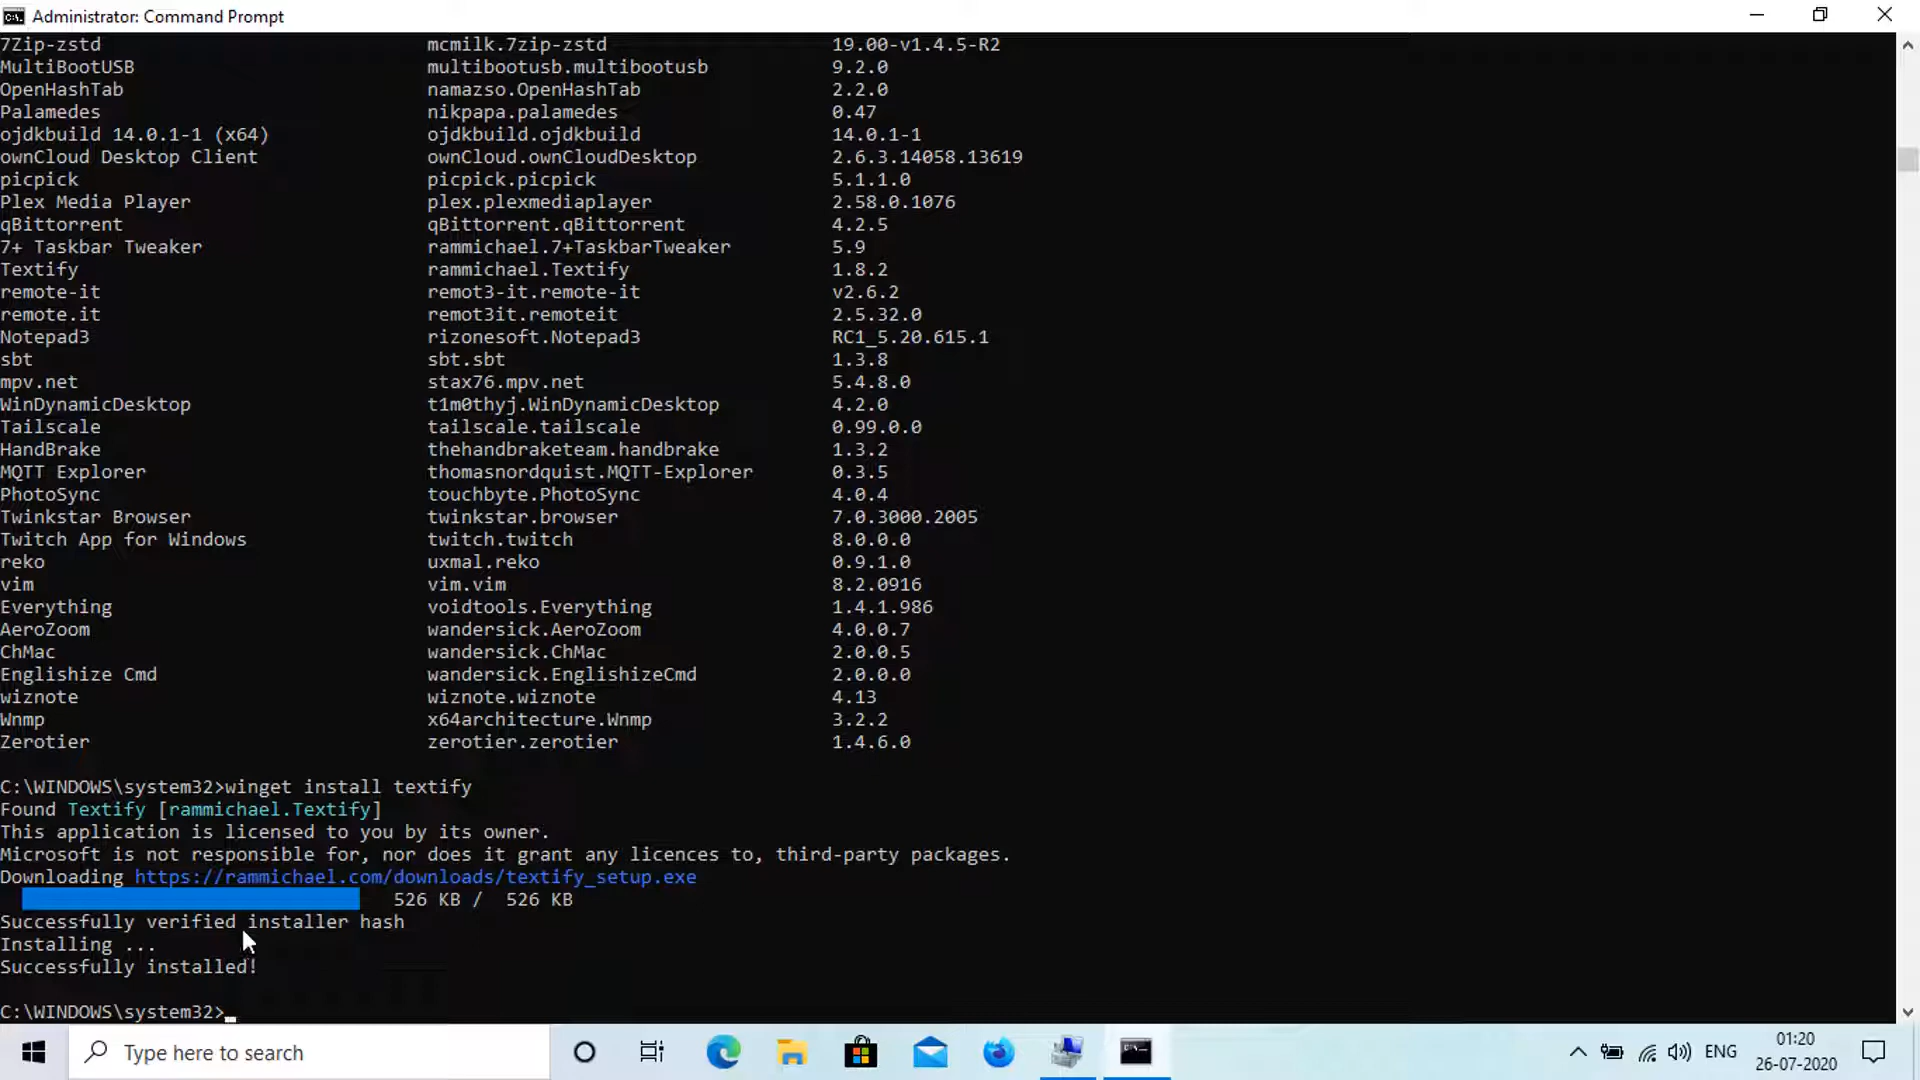 Administrator: Command Prompt
7Zip-zstd mcmilk.7zip-zstd 19.00-v1.4.5-R2
MultiBootUSB multibootusb.multibootusb 9.2.0
OpenHashTab namazso.OpenHashTab 2.2.0
Palamedes nikpapa.palamedes 0.47
ojdkbuild 14.0.1-1 (x64) ojdkbuild.ojdkbuild 14.0.1-1
ownCloud Desktop Client ownCloud.ownCloudDesktop 2.6.3.14058.13619
picpick picpick.picpick 5.1.1.0
Plex Media Player plex.plexmediaplayer 2.58.0.1076
qBittorrent qBittorrent.qBittorrent 4.2.5
7+ Taskbar Tweaker rammichael.7+TaskbarTweaker 5.9
Textify rammichael.Textify 1.8.2
remote-it remot3-it.remote-it v2.6.2
remote.it remot3it.remoteit 2.5.32.0
Notepad3 rizonesoft.Notepad3 RC1_5.20.615.1
sbt sbt.sbt 1.3.8
mpv.net stax76.mpv.net 5.4.8.0
WinDynamicDesktop t1m0thyj.WinDynamicDesktop 4.2.0
Tailscale tailscale.tailscale 0.99.0.0
HandBrake thehandbraketeam.handbrake 1.3.2
MQTT Explorer thomasnordquist.MQTT-Explorer 0.3.5
PhotoSync touchbyte.PhotoSync 4.0.4
Twinkstar Browser twinkstar.browser 7.0.3000.2005
Twitch App for Windows twitch.twitch 8.0.0.0
reko uxmal.reko 0.9.1.0
vim vim.vim 8.2.0916
Everything voidtools.Everything 1.4.1.986
AeroZoom wandersick.AeroZoom 4.0.0.7
ChMac wandersick.ChMac 2.0.0.5
Englishize Cmd wandersick.EnglishizeCmd 2.0.0.0
wiznote wiznote.wiznote 4.13
Wnmp x64architecture.Wnmp 3.2.2
Zerotier zerotier.zerotier 1.4.6.0
C:\WINDOWS\system32>winget install textify
Found Textify [rammichael.Textify]
This application is licensed to you by its owner.
Microsoft is not responsible for, nor does it grant any licences to, third-party packages.
Downloading https://rammichael.com/downloads/textify_setup.exe
526 KB / 526 KB
Successfully verified installer hash
Installing ...
Successfully installed!
C:\WINDOWS\system32>
Type here to search
ENG
01:20
26-07-2020